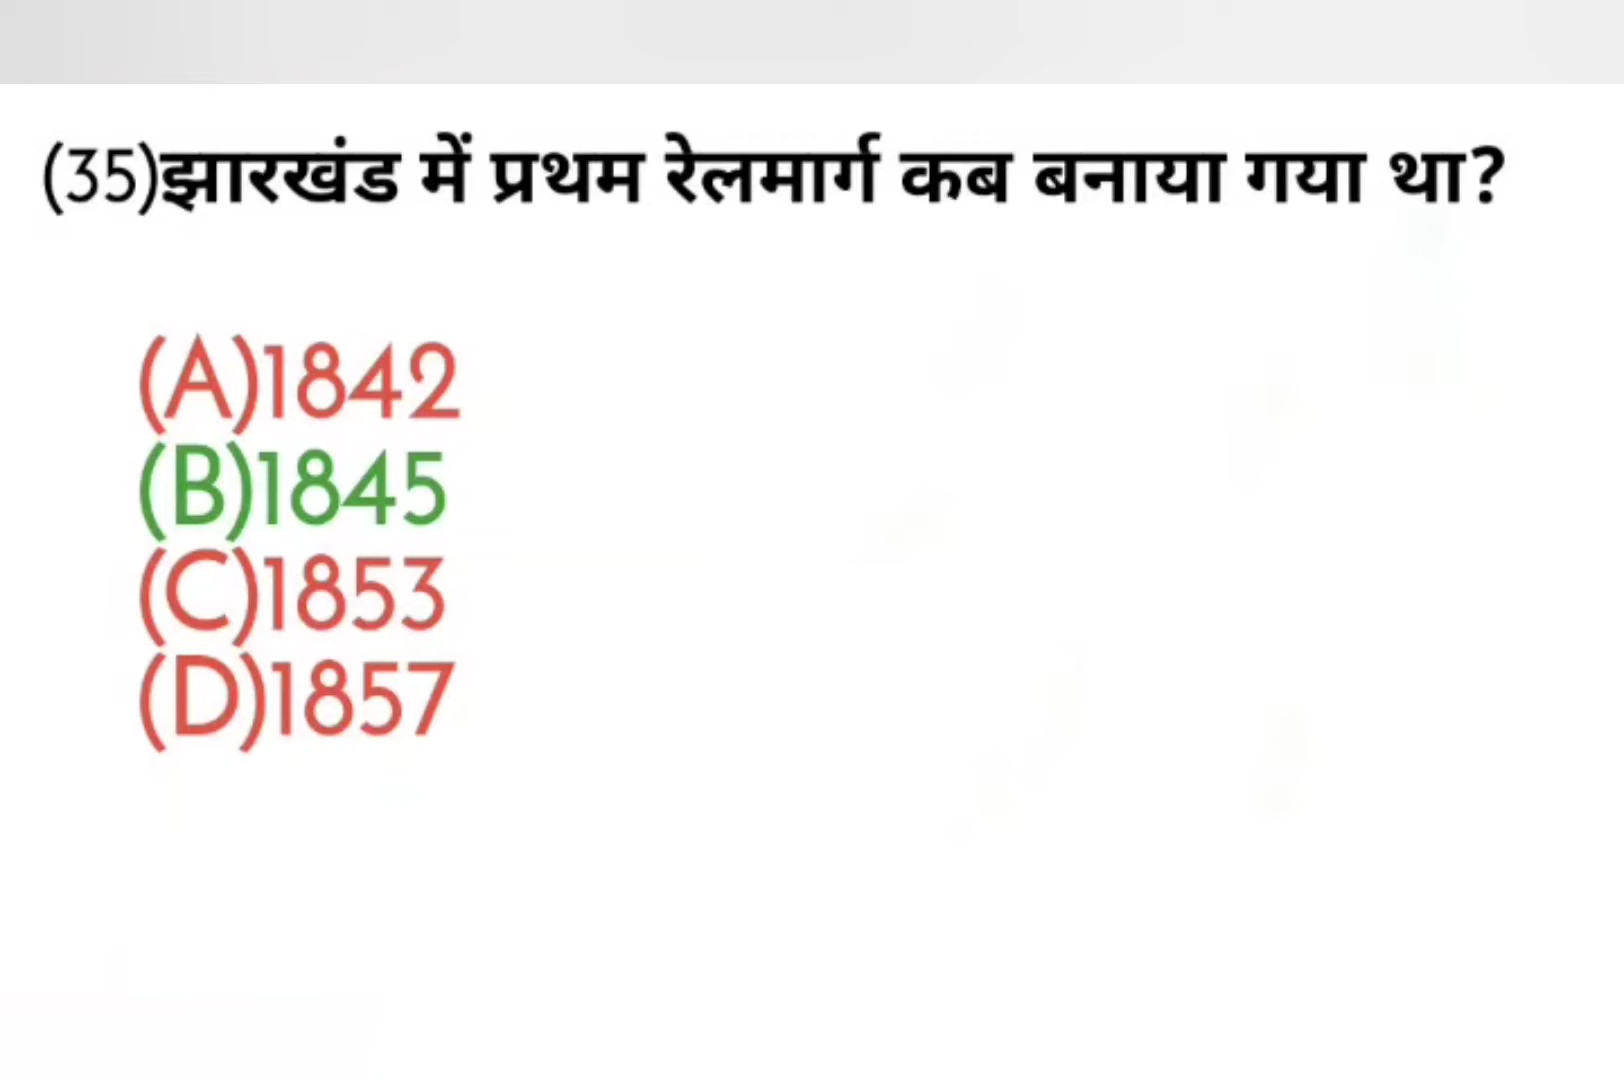 (35)झारखंड में प्रथम रेलमार्ग कब बनाया गया था?
(A)1842
(B)1845
(C)1853
(D)1857